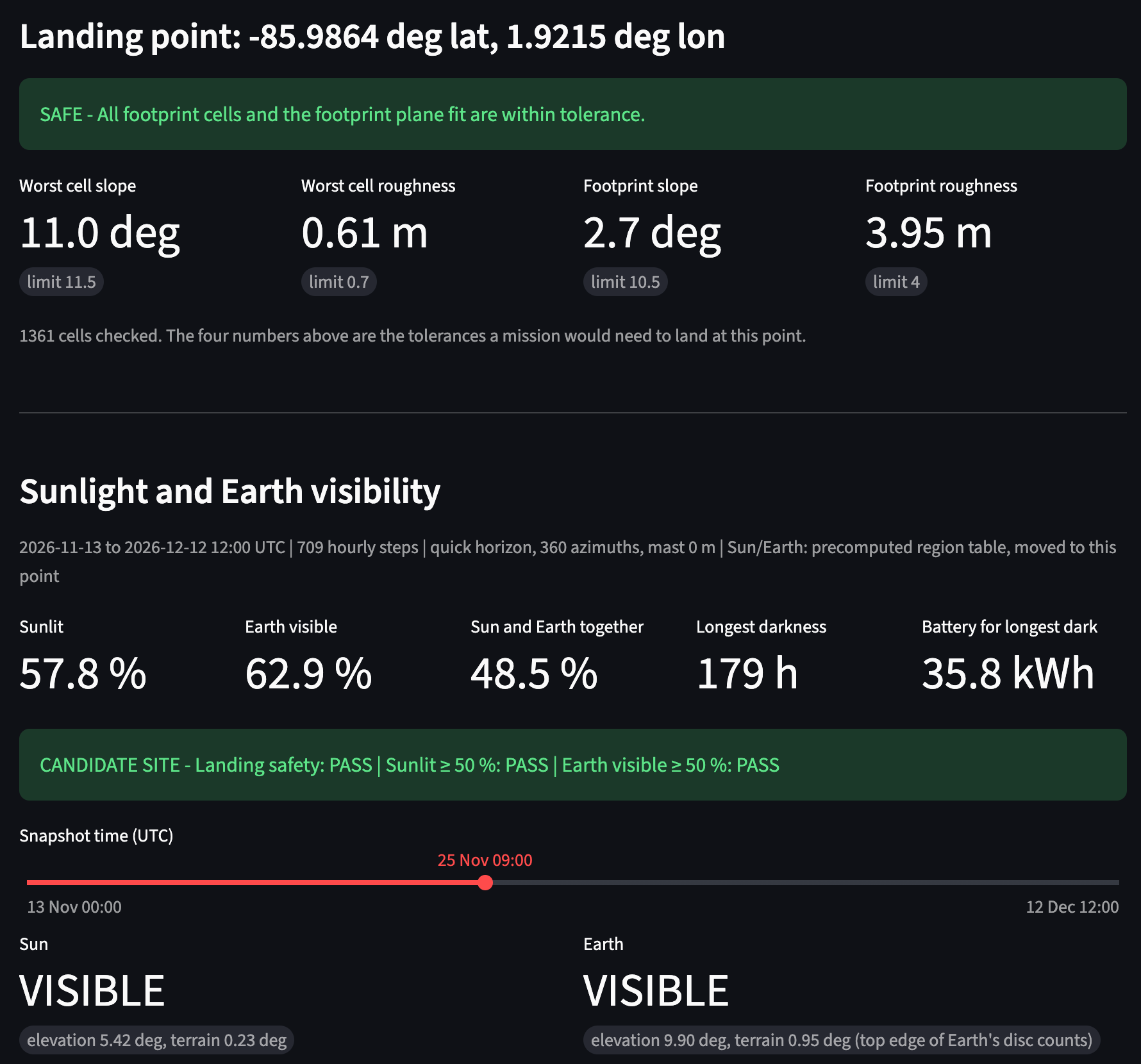 Landing point: -85.9864 deg lat, 1.9215 deg lon
SAFE - All footprint cells and the footprint plane fit are within tolerance.
Worst cell slope
11.0 deg
limit 11.5
Worst cell roughness
0.61 m
limit 0.7
Footprint slope
2.7 deg
limit 10.5
Footprint roughness
3.95 m
limit 4
1361 cells checked. The four numbers above are the tolerances a mission would need to land at this point.
Sunlight and Earth visibility
2026-11-13 to 2026-12-12 12:00 UTC | 709 hourly steps | quick horizon, 360 azimuths, mast 0 m | Sun/Earth: precomputed region table, moved to this
point
Sunlit
57.8 %
Earth visible
62.9 %
Sun and Earth together
48.5 %
Longest darkness
179 h
Battery for longest dark
35.8 kWh
CANDIDATE SITE - Landing safety: PASS | Sunlit ≥ 50 %: PASS | Earth visible ≥ 50 %: PASS
Snapshot time (UTC)
25 Nov 09:00
13 Nov 00:00
12 Dec 12:00
Sun
VISIBLE
elevation 5.42 deg, terrain 0.23 deg
Earth
VISIBLE
elevation 9.90 deg, terrain 0.95 deg (top edge of Earth's disc counts)